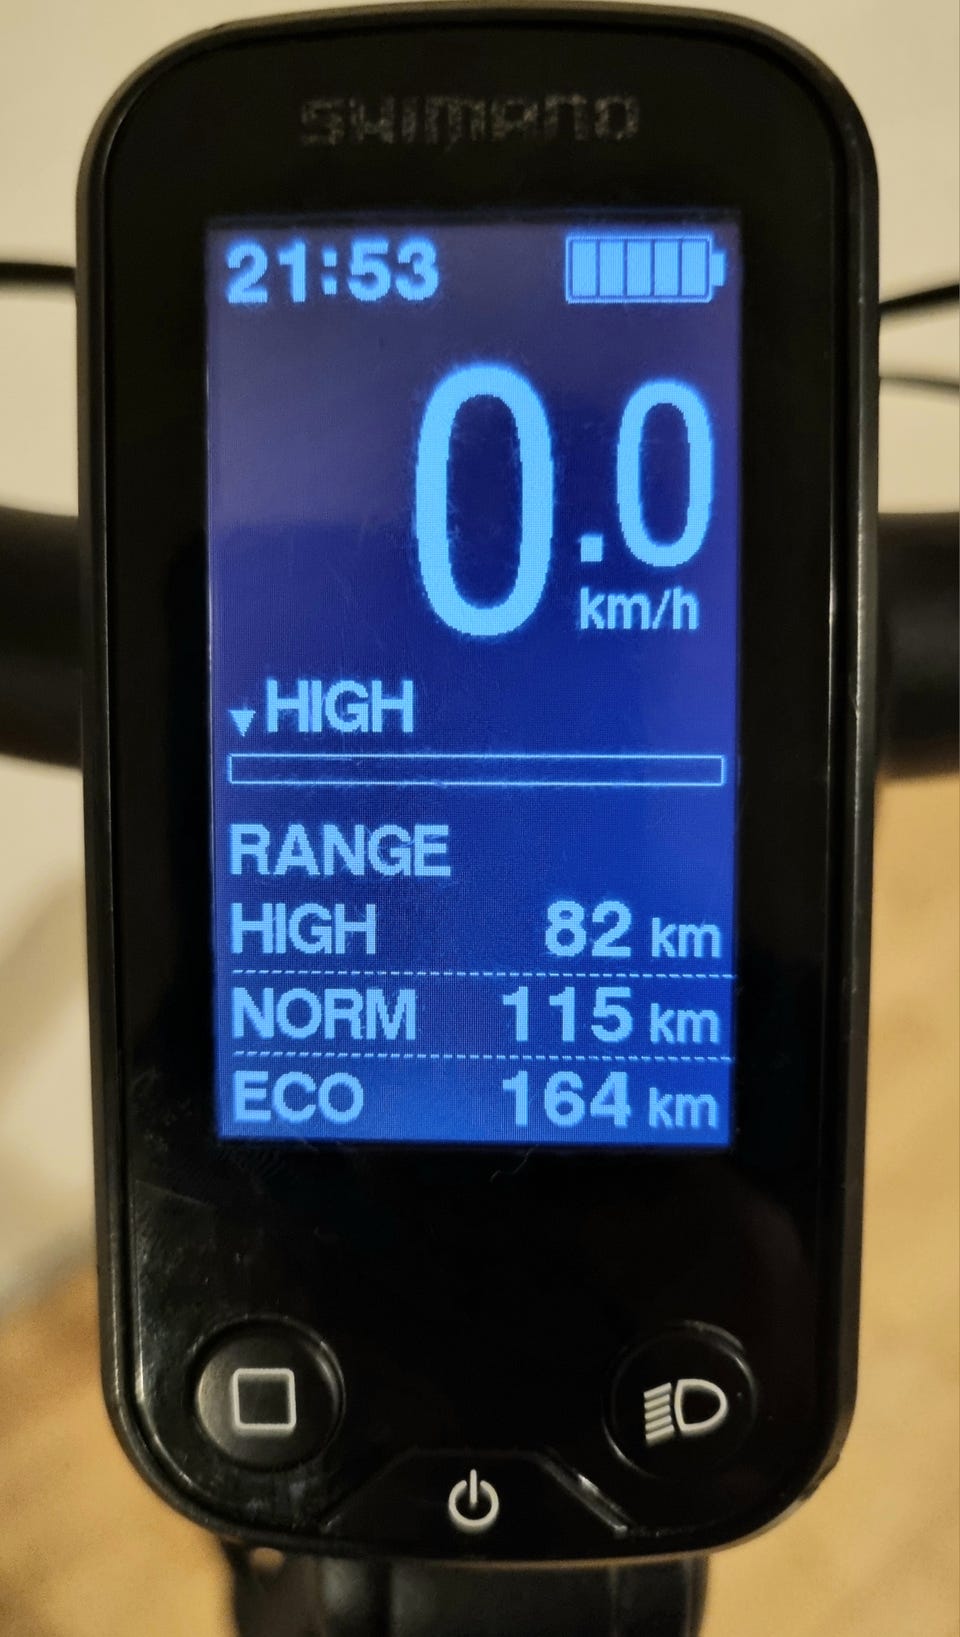 SHIMANO
21:53
0.0
km/h
HIGH
RANGE
HIGH 82 km
NORM 115 km
ECO 164 km